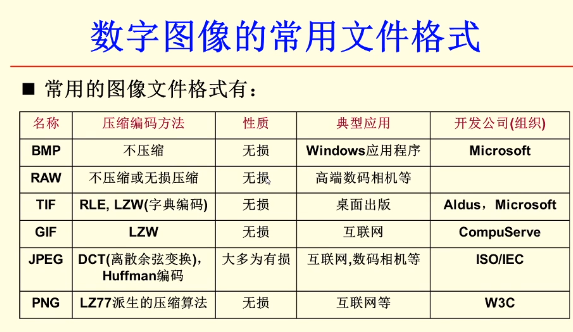 数字图像的常用文件格式
■ 常用的图像文件格式有：
名称 压缩编码方法 性质 典型应用 开发公司(组织)
BMP 不压缩 无损 Windows应用程序 Microsoft
RAW 不压缩或无损压缩 无损 高端数码相机等
TIF RLE, LZW(字典编码) 无损 桌面出版 Aldus，Microsoft
GIF LZW 无损 互联网 CompuServe
JPEG DCT(离散余弦变换)， 大多为有损 互联网,数码相机等 ISO/IEC
Huffman编码
PNG LZ77派生的压缩算法 无损 互联网等 W3C